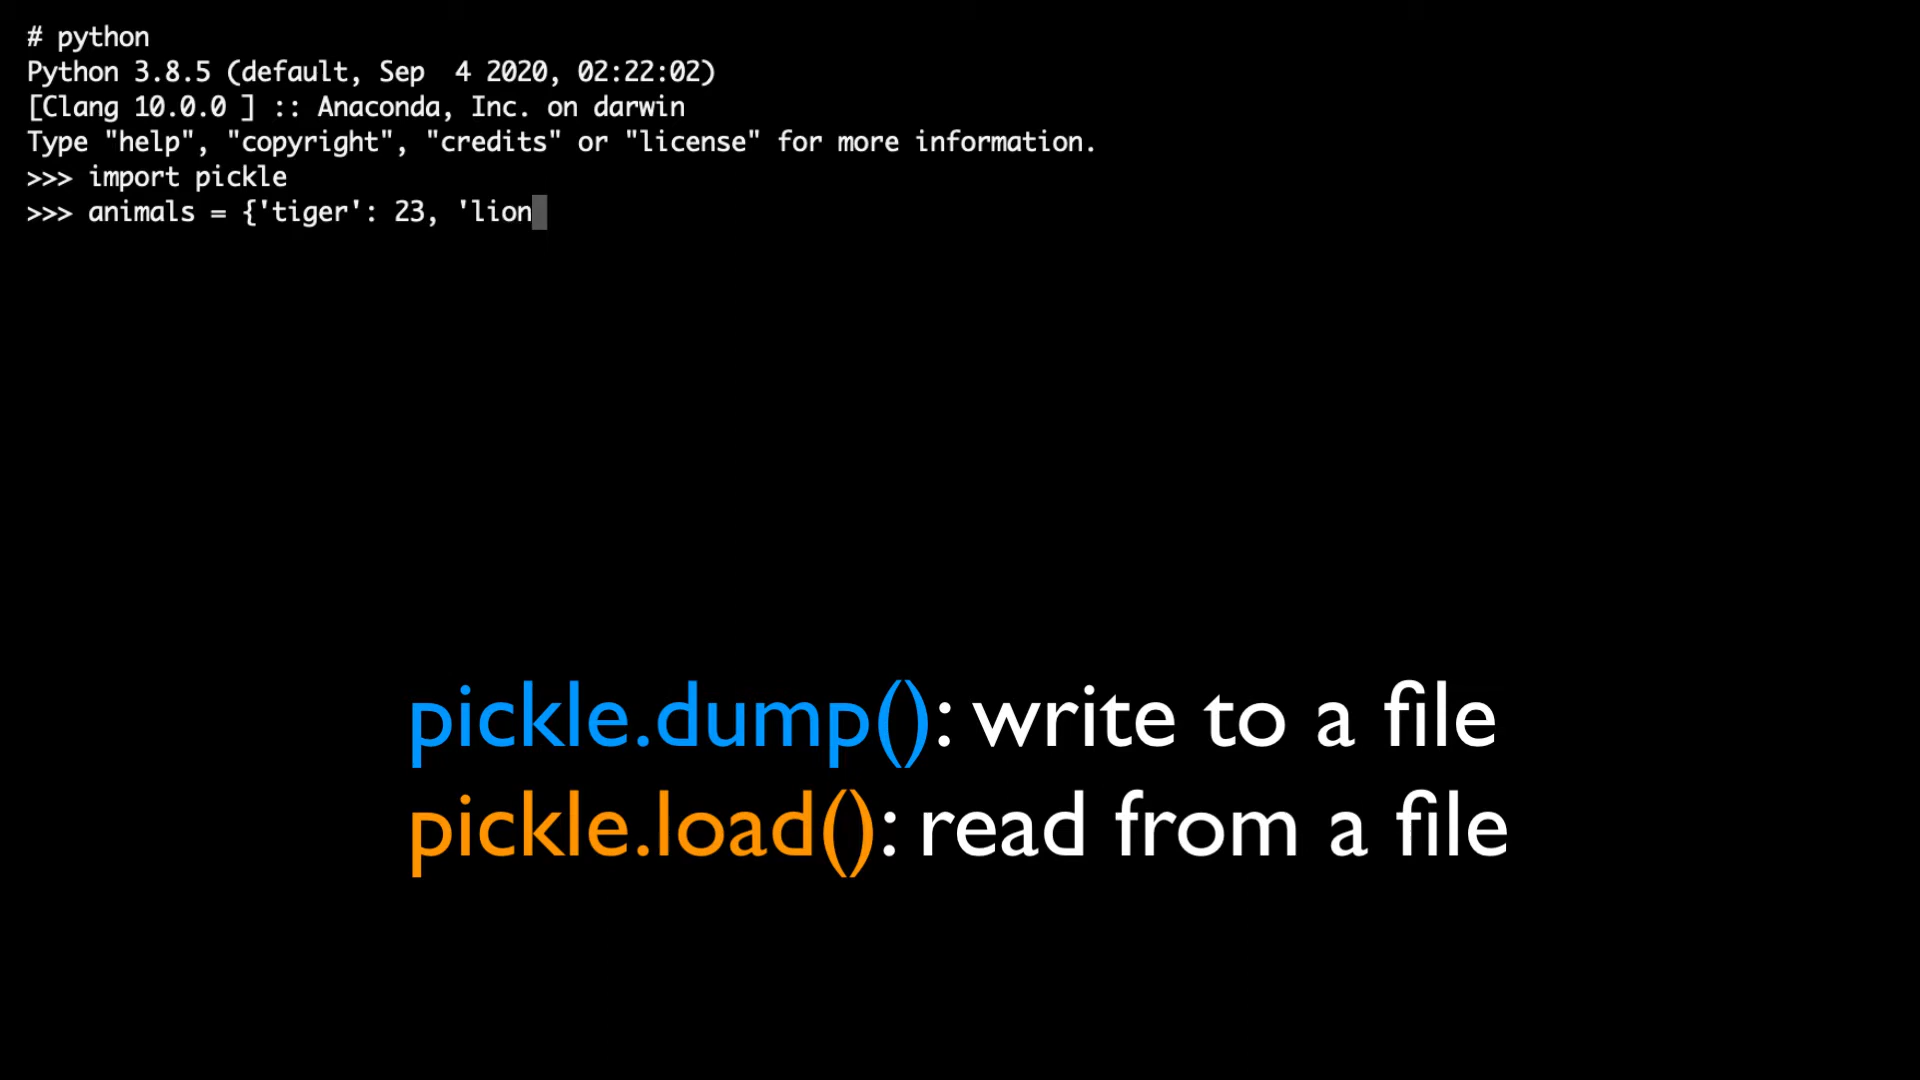 # python
Python 3.8.5 (default, Sep  4 2020, 02:22:02)
[Clang 10.0.0 ] :: Anaconda, Inc. on darwin
Type "help", "copyright", "credits" or "license" for more information.
>>> import pickle
>>> animals = {'tiger': 23, 'lion
pickle.dump(): write to a file
pickle.load(): read from a file